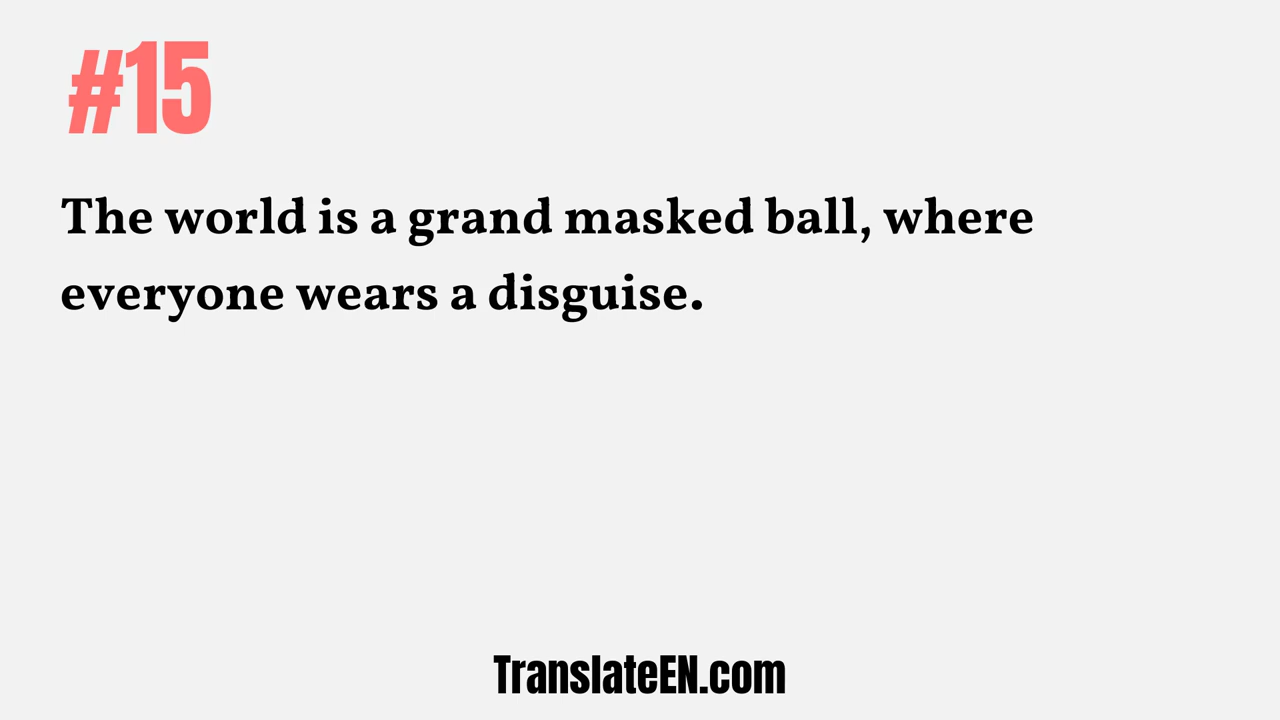 #15
The world is a grand masked ball, where
everyone wears a disguise.
TranslateEN.com